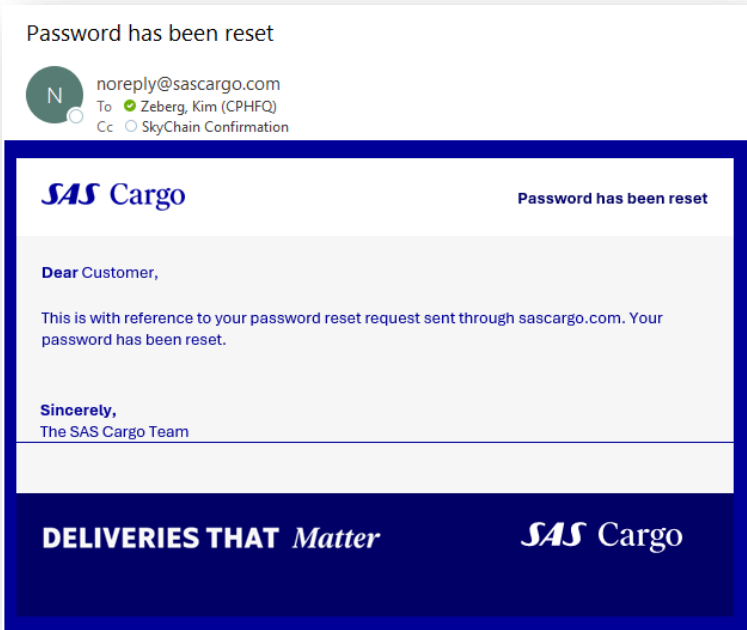 Password has been reset
N
noreply@sascargo.com
To Zeberg, Kim (CPHFQ)
Cc SkyChain Confirmation
SAS Cargo
Password has been reset
Dear Customer,
This is with reference to your password reset request sent through sascargo.com. Your
password has been reset.
Sincerely,
The SAS Cargo Team
DELIVERIES THAT Matter
SAS Cargo